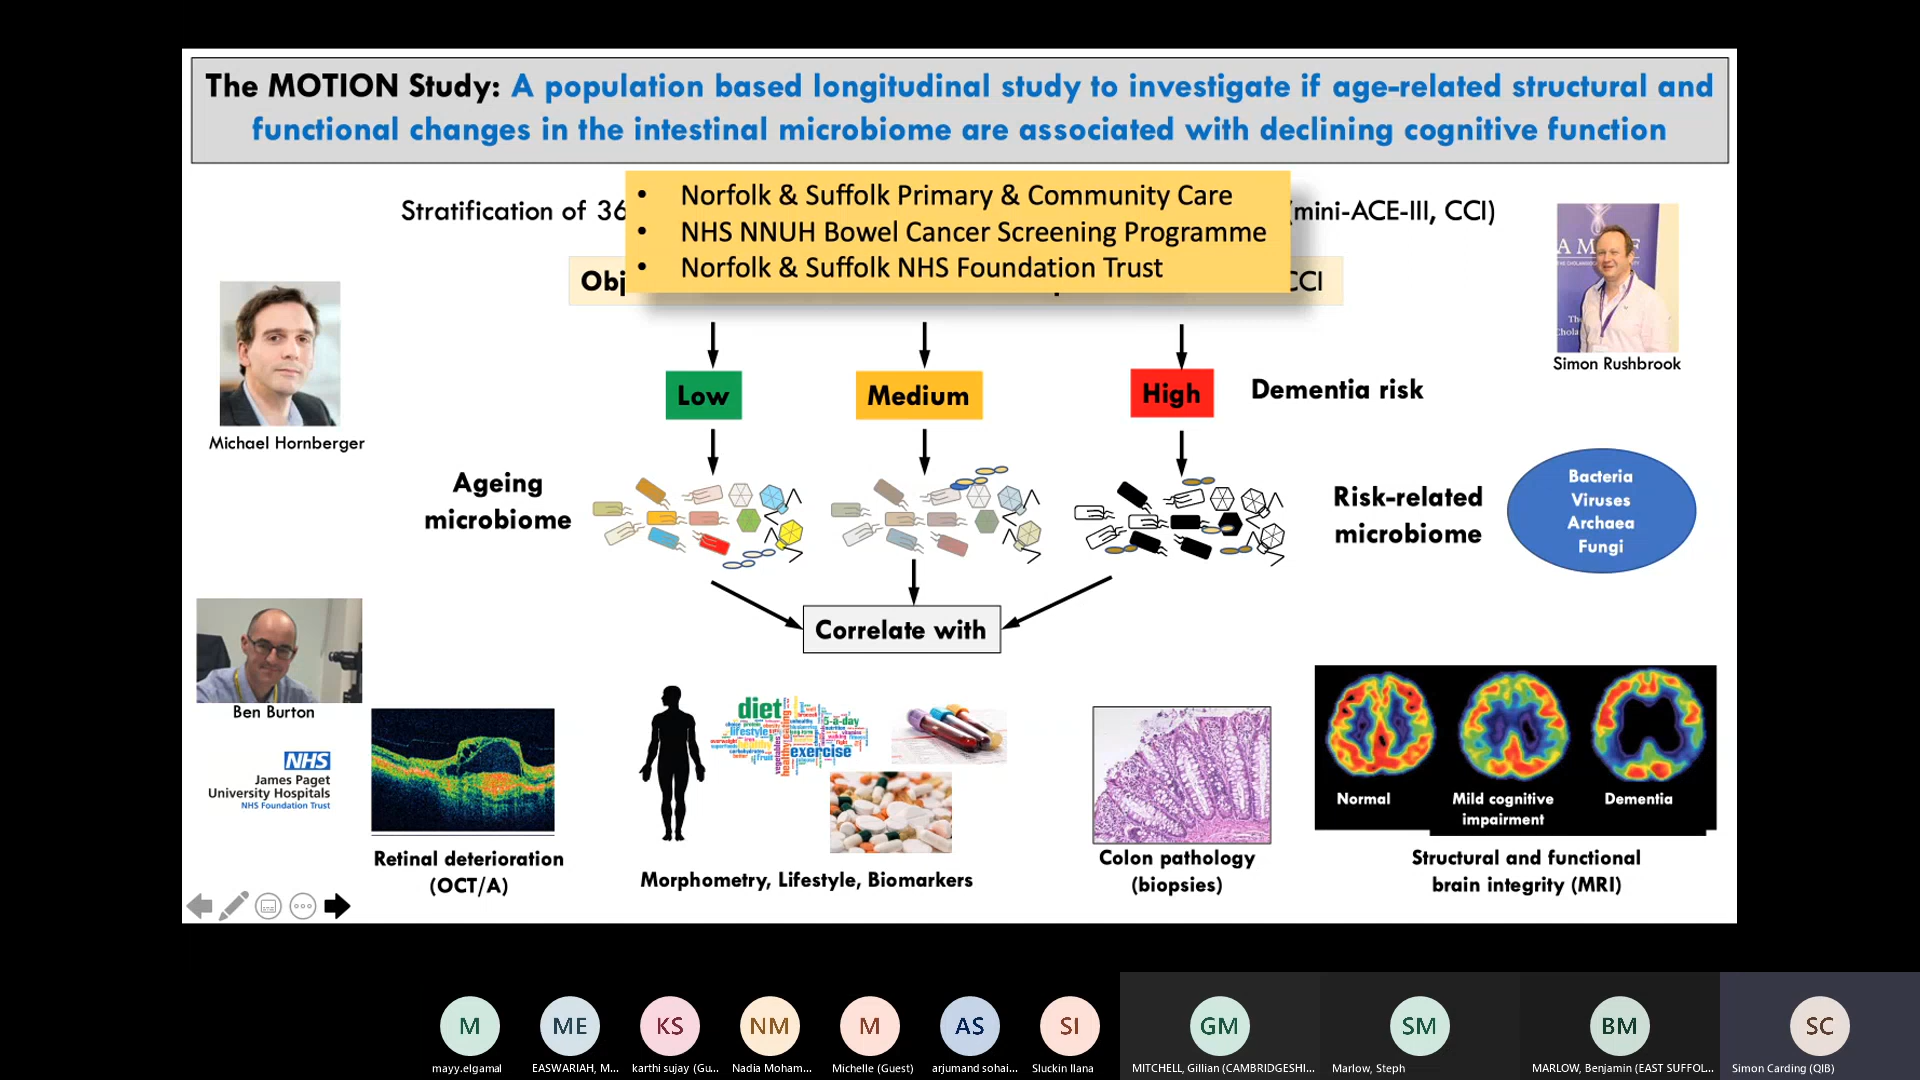 The MOTION Study: A population based longitudinal study to investigate if age-related structural and
functional changes in the intestinal microbiome are associated with declining cognitive function
Stratification of 36
(mini-ACE-III, CCI)
• Norfolk & Suffolk Primary & Community Care
• NHS NNUH Bowel Cancer Screening Programme
• Norfolk & Suffolk NHS Foundation Trust
Obj
CCI
Simon Rushbrook
Michael Hornberger
Low
Medium
High
Dementia risk
Ageing
microbiome
Risk-related
microbiome
Bacteria
Viruses
Archaea
Fungi
Correlate with
Ben Burton
NHS
James Paget
University Hospitals
NHS Foundation Trust
diet
5-a-day
lifestyle
healthy eating
vegetables
fruit
exercise
Normal
Mild cognitive
impairment
Dementia
Retinal deterioration
(OCT/A)
Morphometry, Lifestyle, Biomarkers
Colon pathology
(biopsies)
Structural and functional
brain integrity (MRI)
M
ME
KS
NM
M
AS
SI
GM
SM
BM
SC
mayy.elgamal
EASWARIAH, M...
karthi sujay (Gu...
Nadia Moham...
Michelle (Guest)
arjumand sohai...
Sluckin Ilana
MITCHELL, Gillian (CAMBRIDGESHI...
Marlow, Steph
MARLOW, Benjamin (EAST SUFFOL...
Simon Carding (QIB)